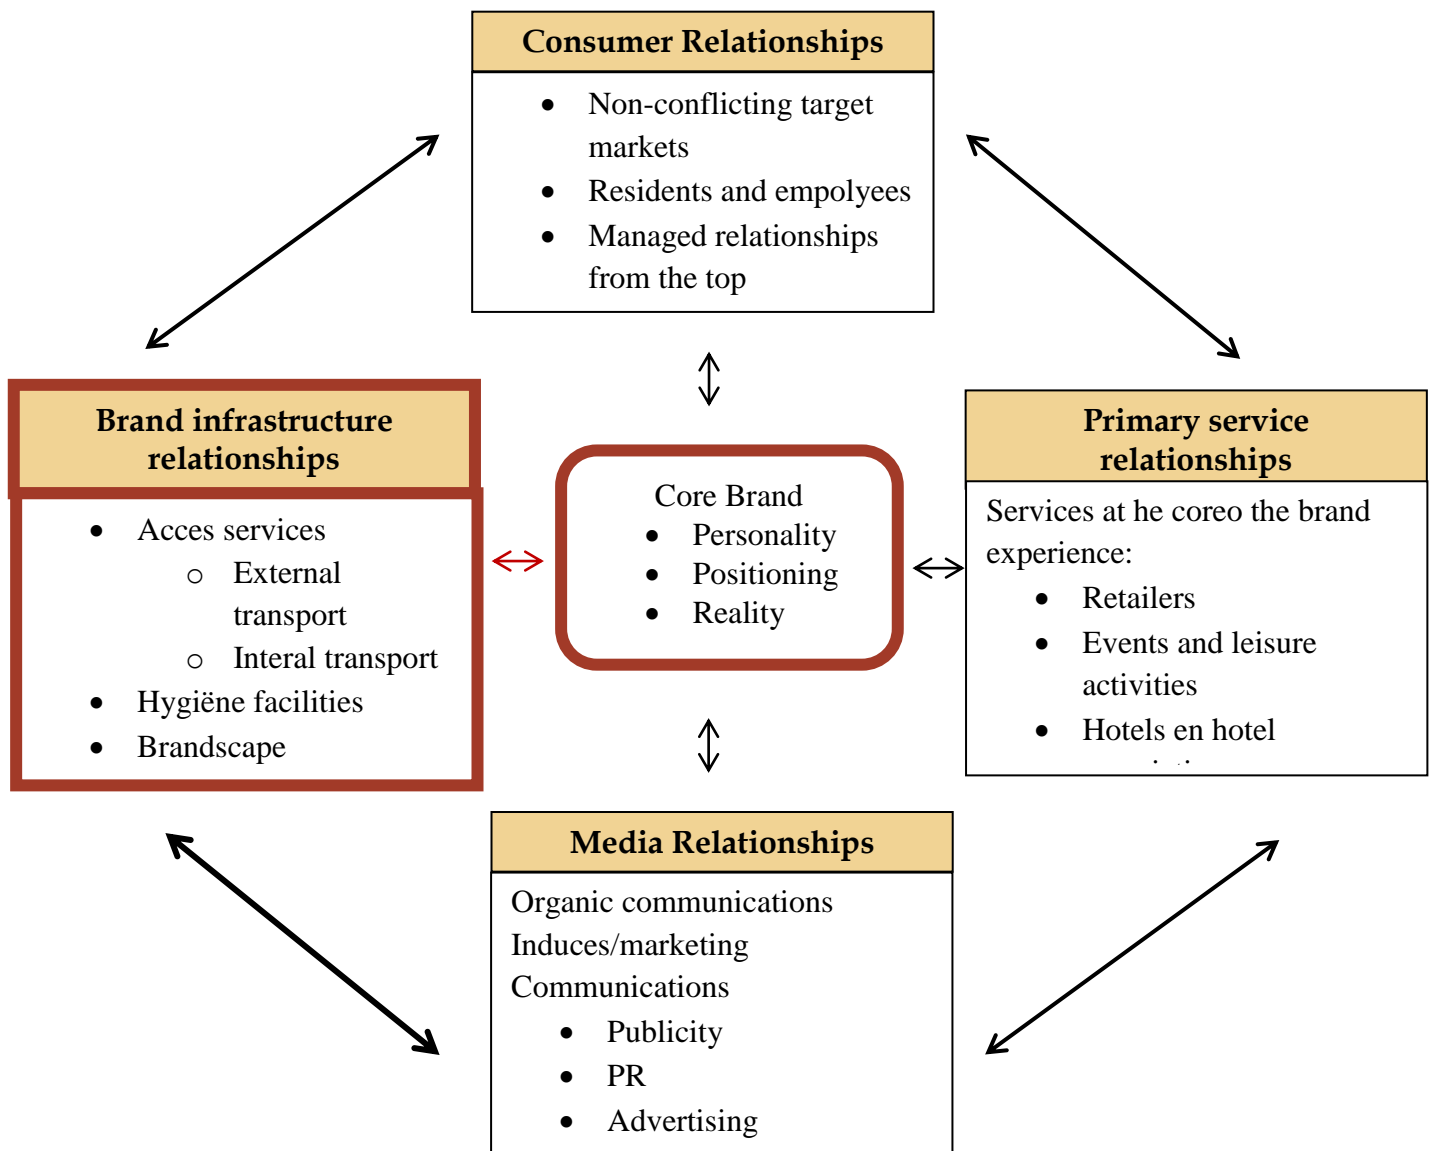 Consumer Relationships
• Non-conflicting target
markets
• Residents and empolyees
• Managed relationships
from the top
Brand infrastructure
relationships
• Acces services
o External
transport
o Interal transport
• Hygiëne facilities
• Brandscape
Core Brand
• Personality
• Positioning
• Reality
Primary service
relationships
Services at he coreo the brand
experience:
• Retailers
• Events and leisure
activities
• Hotels en hotel
Media Relationships
Organic communications
Induces/marketing
Communications
• Publicity
• PR
• Advertising